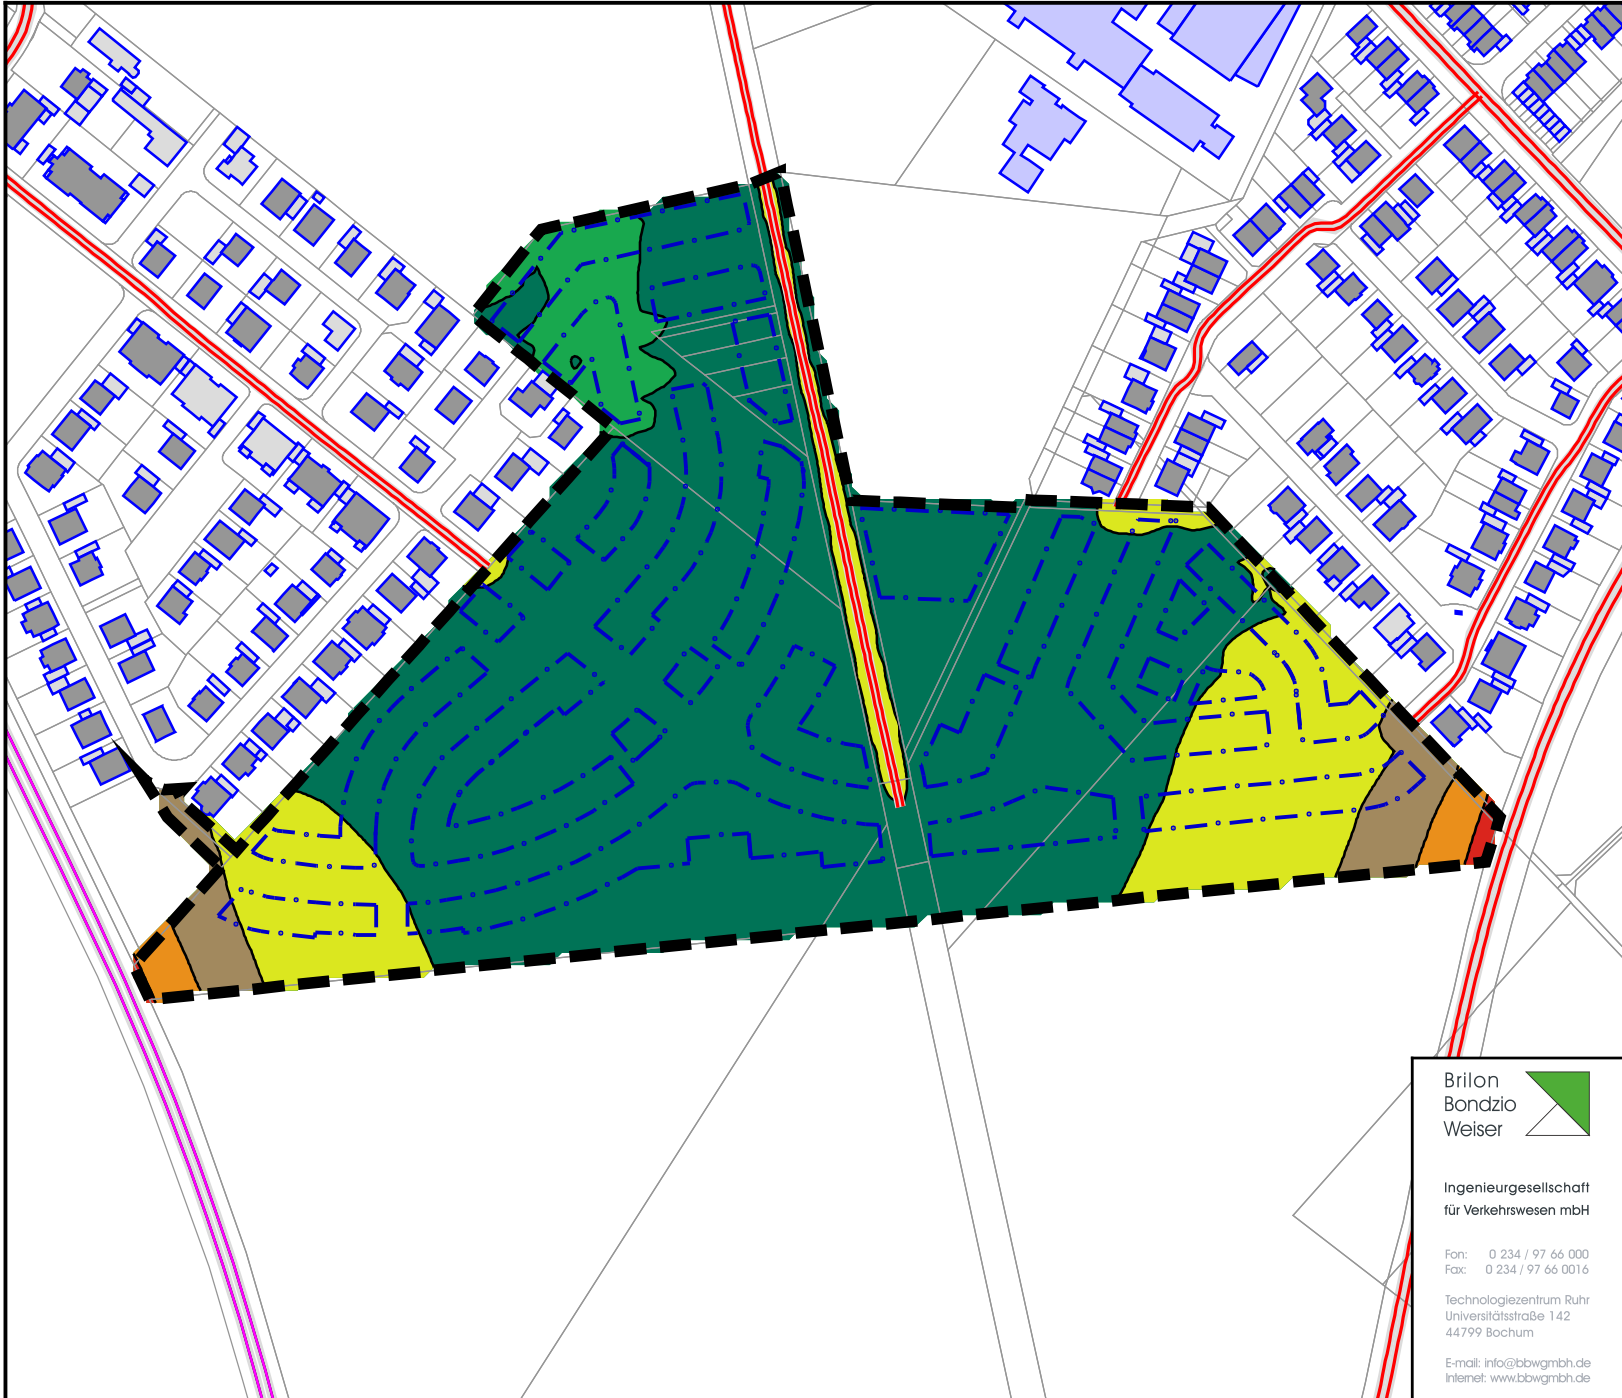 Brilon
Bondzio
Weiser
Ingenieurgesellschaft
für Verkehrswesen mbH
Fon: 0 234 / 97 66 000
Fax: 0 234 / 97 66 0016
Technologiezentrum Ruhr
Universitätsstraße 142
44799 Bochum
E-mail: info@bbwgmbh.de
Internet: www.bbwgmbh.de